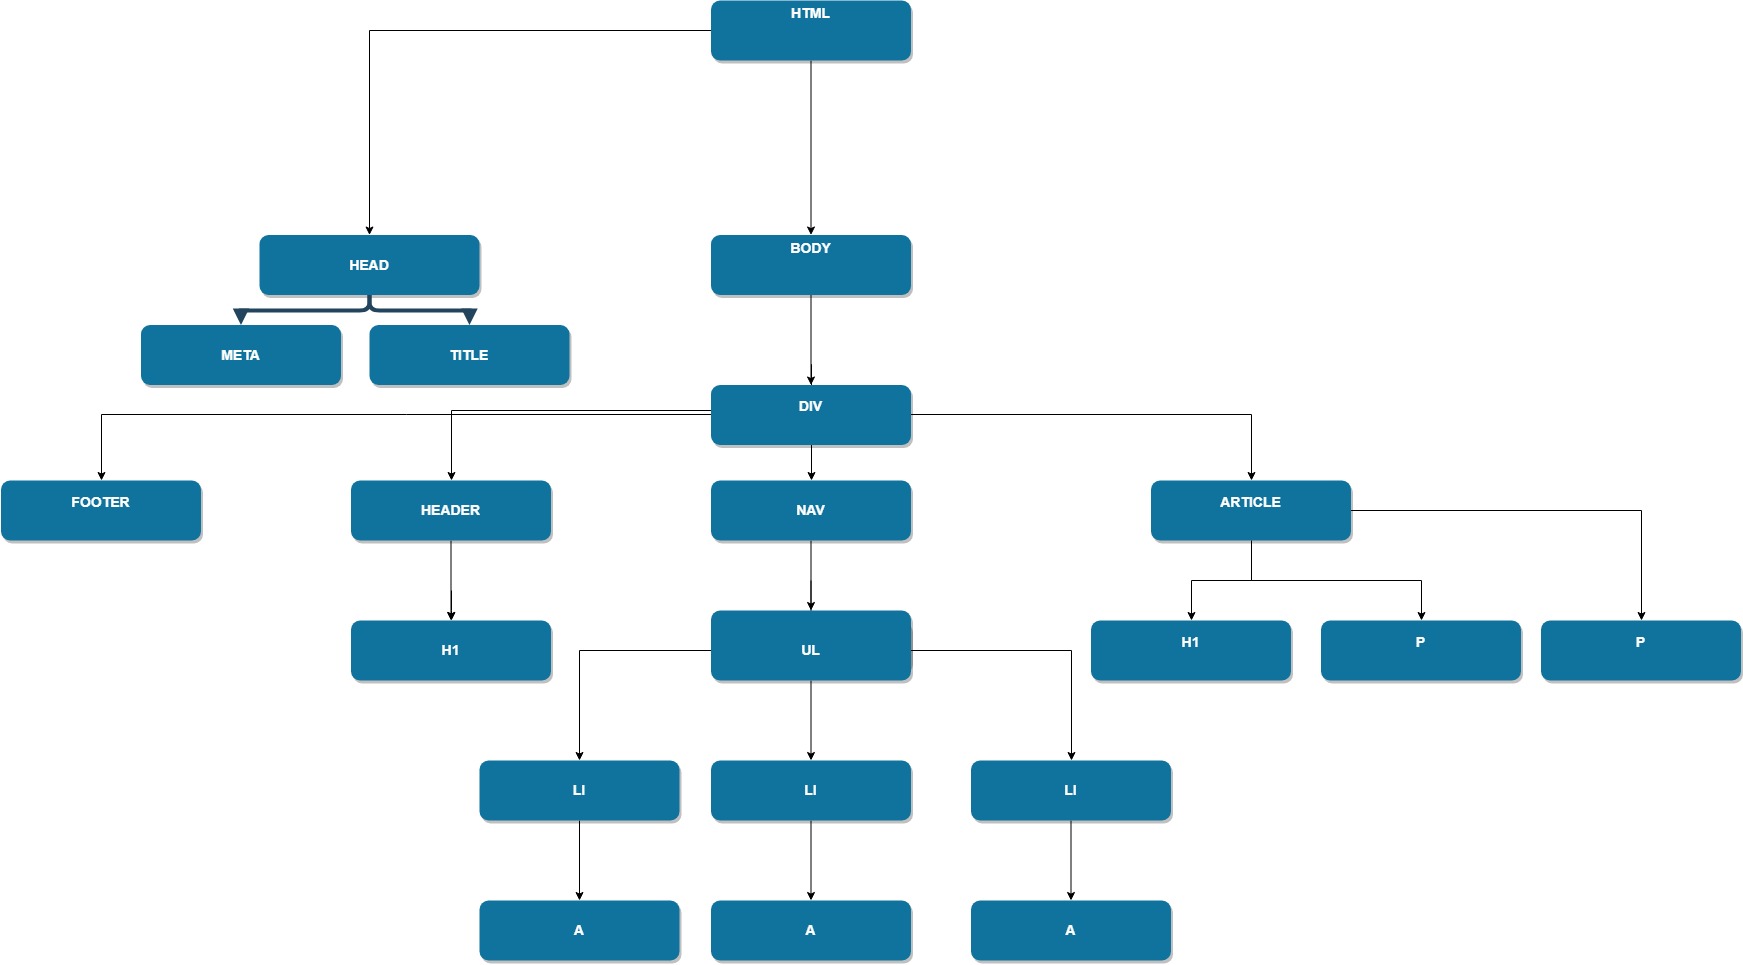 HTML
HEAD
BODY
META
TITLE
DIV
FOOTER
HEADER
NAV
ARTICLE
H1
UL
H1
P
P
LI
LI
LI
A
A
A